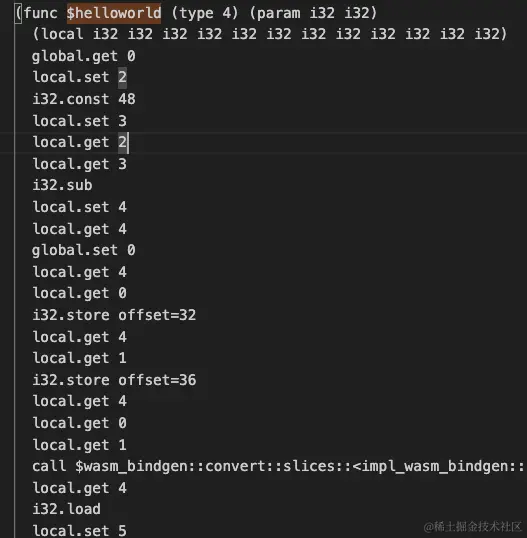 (func $helloworld (type 4) (param i32 i32)
(local i32 i32 i32 i32 i32 i32 i32 i32 i32 i32 i32 i32)
global.get 0
local.set 2
i32.const 48
local.set 3
local.get 2
local.get 3
i32.sub
local.set 4
local.get 4
global.set 0
local.get 4
local.get 0
i32.store offset=32
local.get 4
local.get 1
i32.store offset=36
local.get 4
local.get 0
local.get 1
call $wasm_bindgen::convert::slices::<impl_wasm_bindgen::
local.get 4
i32.load
local.set 5
@稀土掘金技术社区